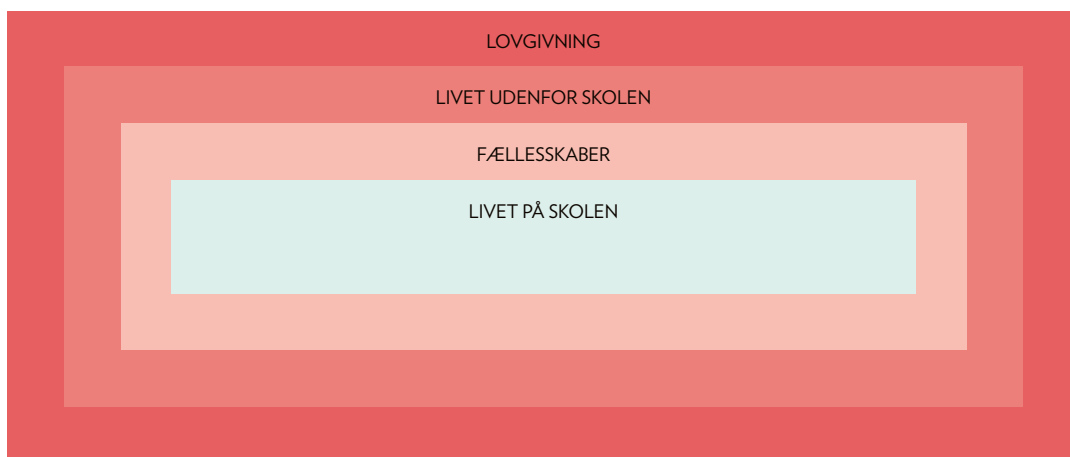 LOVGIVNING
LIVET UDENFOR SKOLEN
FÆLLESSKABER
LIVET PÅ SKOLEN